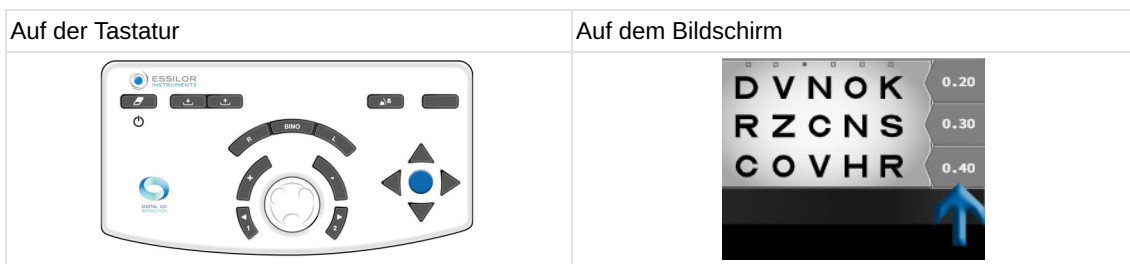 Auf der Tastatur
Auf dem Bildschirm
ESSILOR
INSTRUMENTS
R
BINO
L
+
-
1
2
DIGITAL DO
REFRACTION
D V N O K
0.20
R Z C N S
0.30
C O V H R
0.40